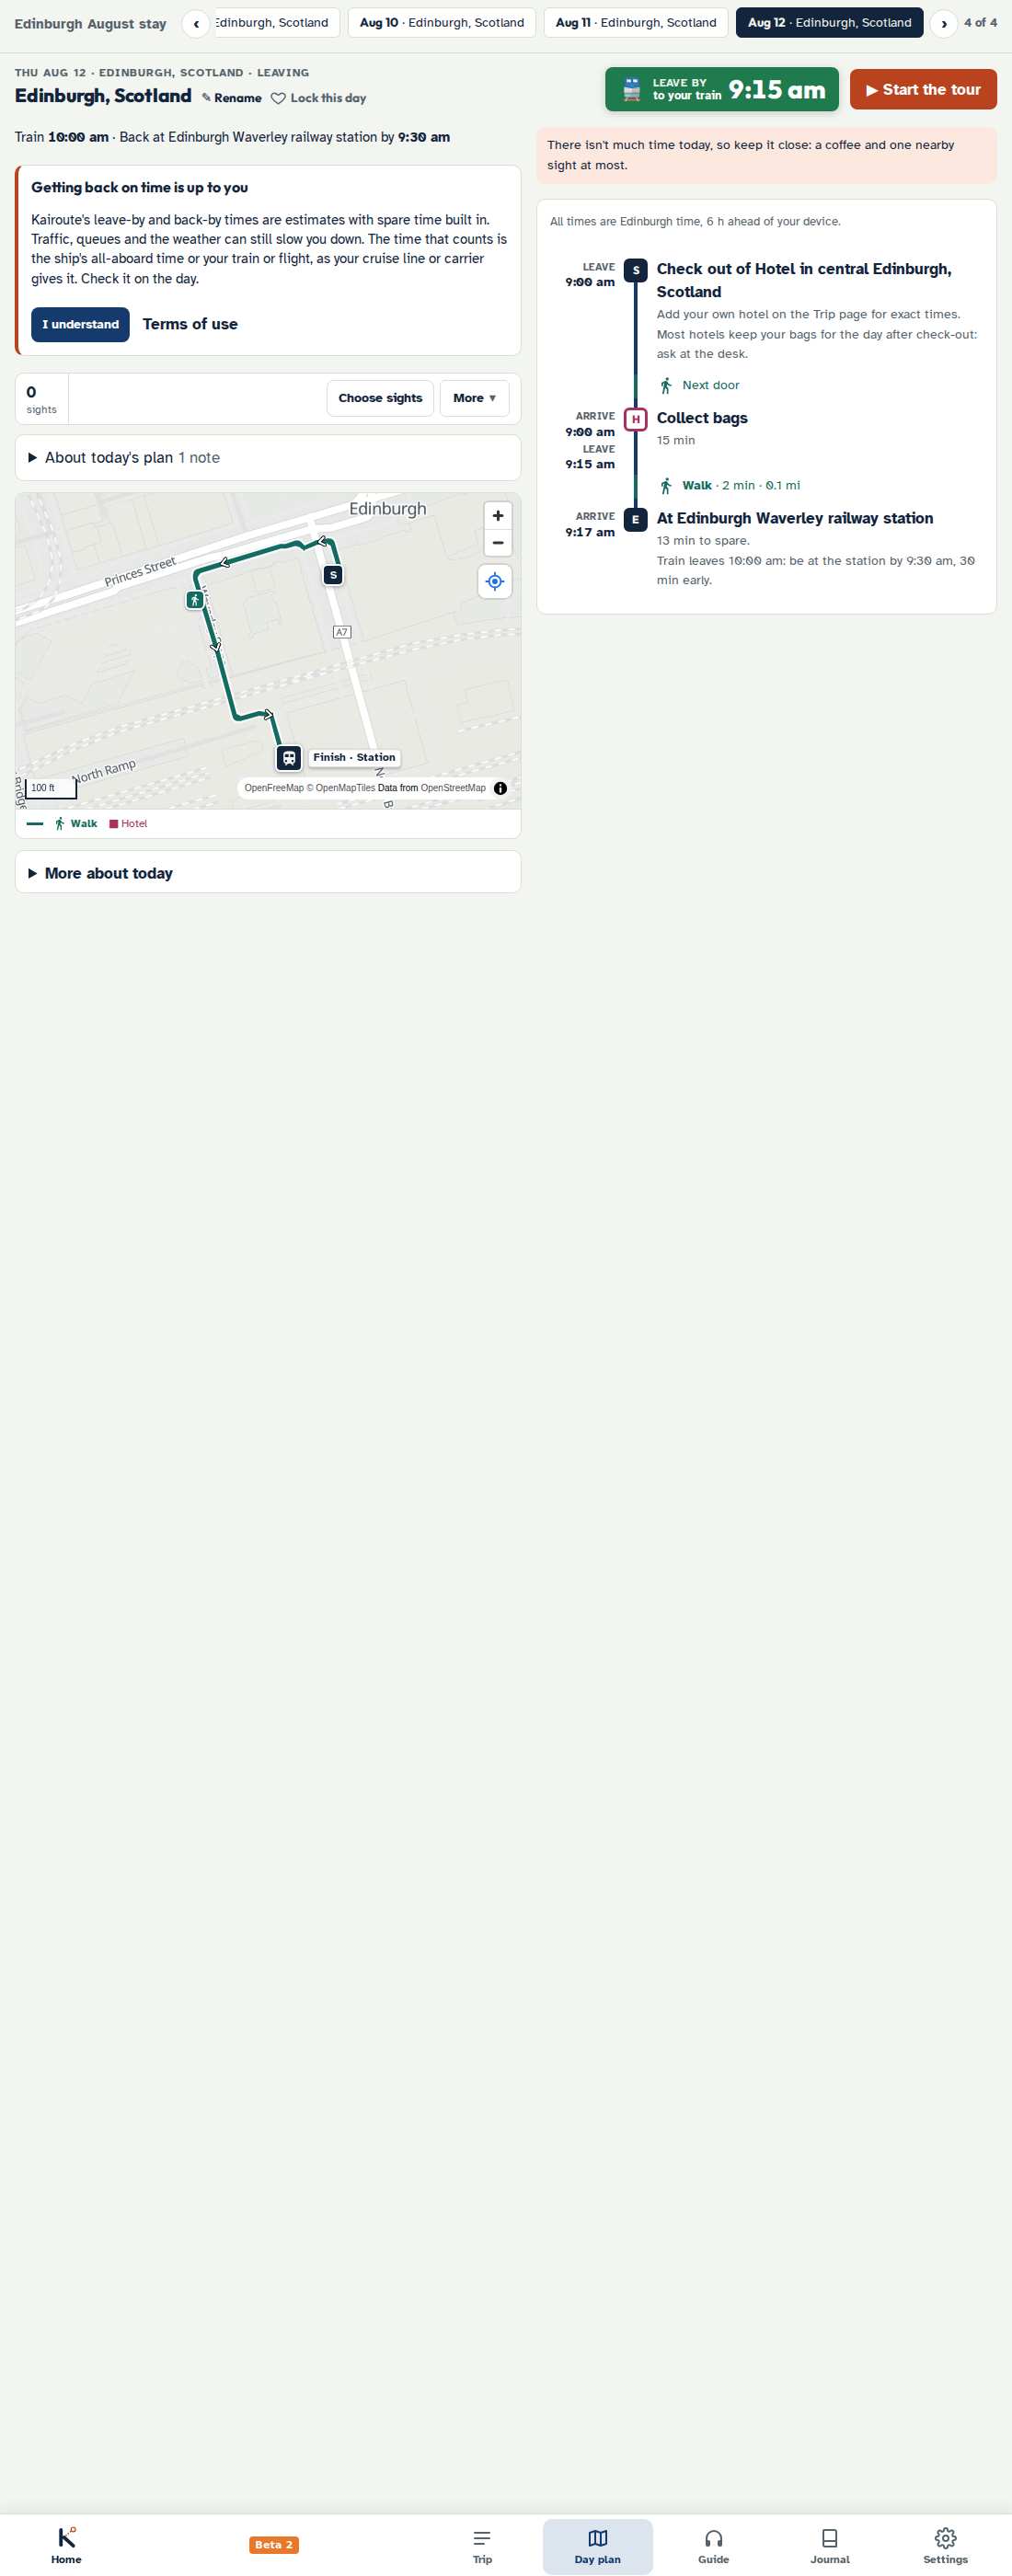 Edinburgh August stay
‹
Edinburgh, Scotland
Aug 10 · Edinburgh, Scotland
Aug 11 · Edinburgh, Scotland
Aug 12 · Edinburgh, Scotland
›
4 of 4
THU AUG 12 · EDINBURGH, SCOTLAND · LEAVING
Edinburgh, Scotland
✎ Rename
Lock this day
LEAVE BY
to your train
9:15 am
▶ Start the tour
Train 10:00 am · Back at Edinburgh Waverley railway station by 9:30 am
Getting back on time is up to you
Kairoute's leave-by and back-by times are estimates with spare time built in.
Traffic, queues and the weather can still slow you down. The time that counts is
the ship's all-aboard time or your train or flight, as your cruise line or carrier
gives it. Check it on the day.
I understand
Terms of use
0
sights
Choose sights
More ▼
▶ About today's plan 1 note
Edinburgh
Princes Street
A7
S
+
−
North Ramp
Finish · Station
100 ft
OpenFreeMap © OpenMapTiles Data from OpenStreetMap
Walk
Hotel
▶ More about today
There isn't much time today, so keep it close: a coffee and one nearby
sight at most.
All times are Edinburgh time, 6 h ahead of your device.
LEAVE
9:00 am
S
Check out of Hotel in central Edinburgh,
Scotland
Add your own hotel on the Trip page for exact times.
Most hotels keep your bags for the day after check-out:
ask at the desk.
Next door
ARRIVE
9:00 am
LEAVE
9:15 am
H
Collect bags
15 min
Walk · 2 min · 0.1 mi
ARRIVE
9:17 am
E
At Edinburgh Waverley railway station
13 min to spare.
Train leaves 10:00 am: be at the station by 9:30 am, 30
min early.
Home
Beta 2
Trip
Day plan
Guide
Journal
Settings